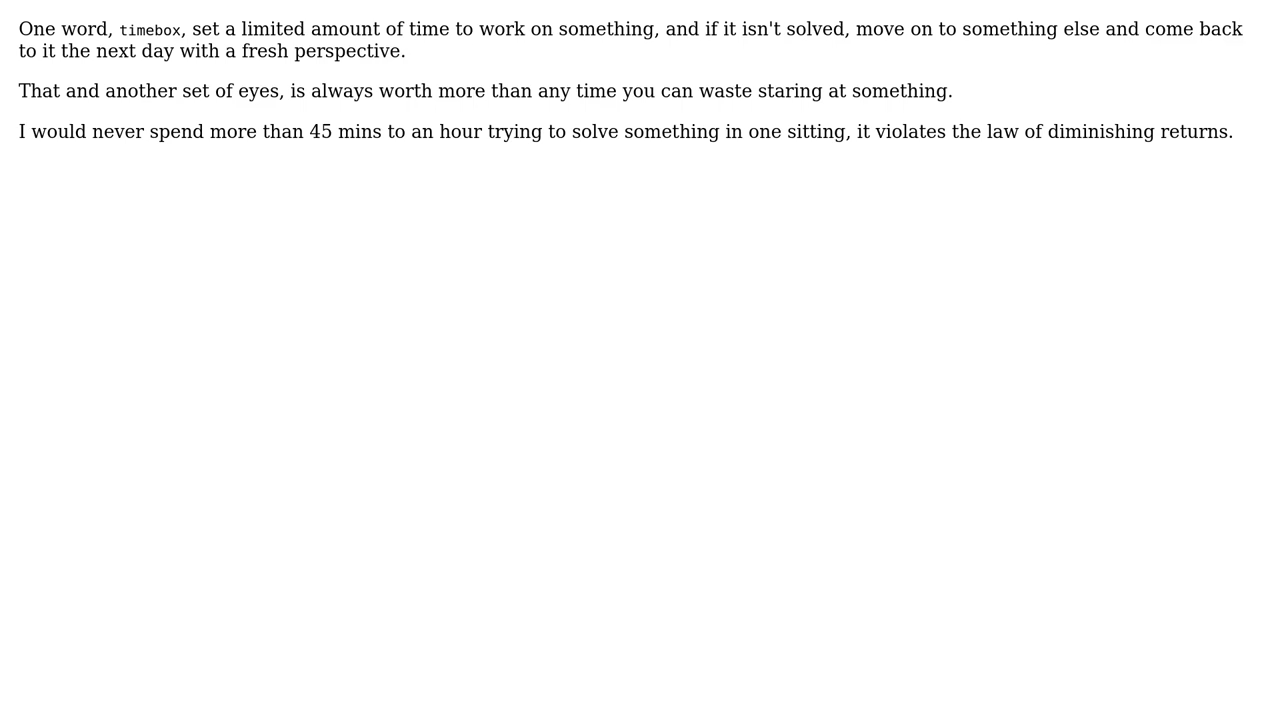 One word, timebox, set a limited amount of time to work on something, and if it isn't solved, move on to something else and come back
to it the next day with a fresh perspective.
That and another set of eyes, is always worth more than any time you can waste staring at something.
I would never spend more than 45 mins to an hour trying to solve something in one sitting, it violates the law of diminishing returns.